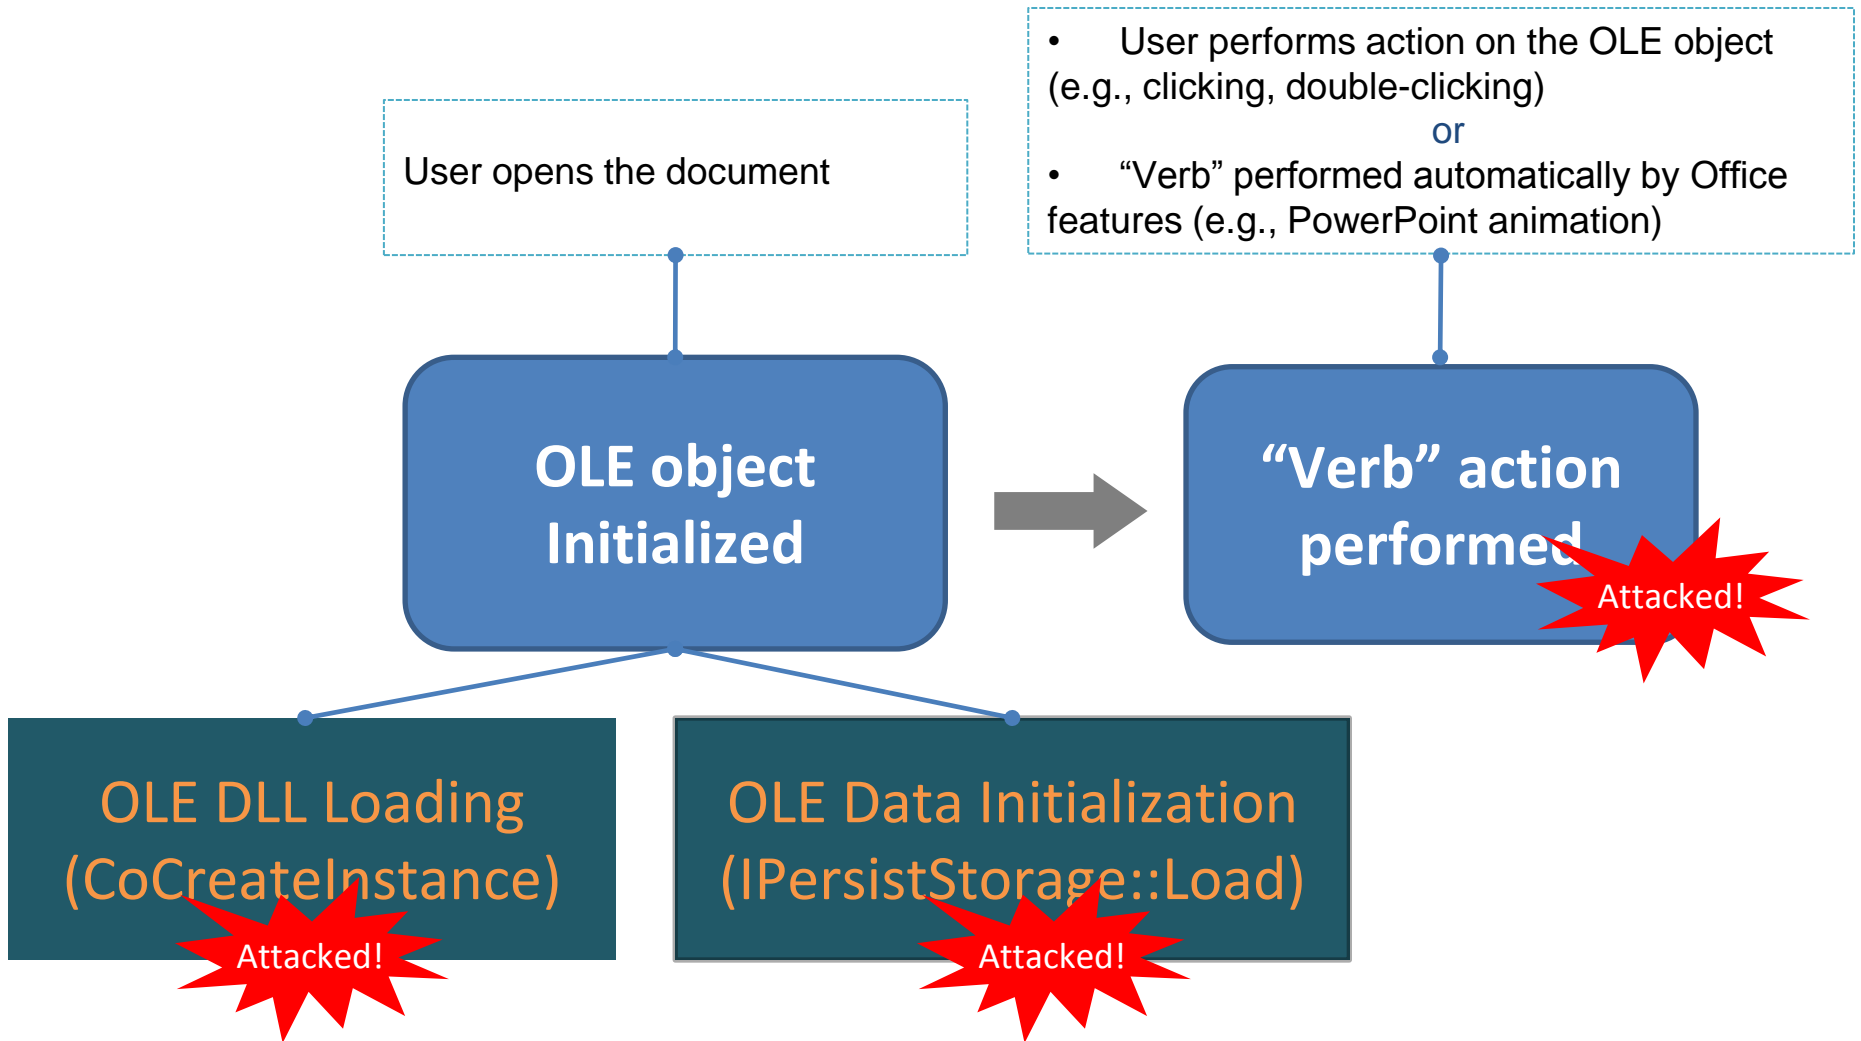 • User performs action on the OLE object
(e.g., clicking, double-clicking)
or
• “Verb” performed automatically by Office
features (e.g., PowerPoint animation)
User opens the document
OLE object
Initialized
“Verb” action
performed
Attacked!
OLE DLL Loading
(CoCreateInstance)
Attacked!
OLE Data Initialization
(IPersistStorage::Load)
Attacked!